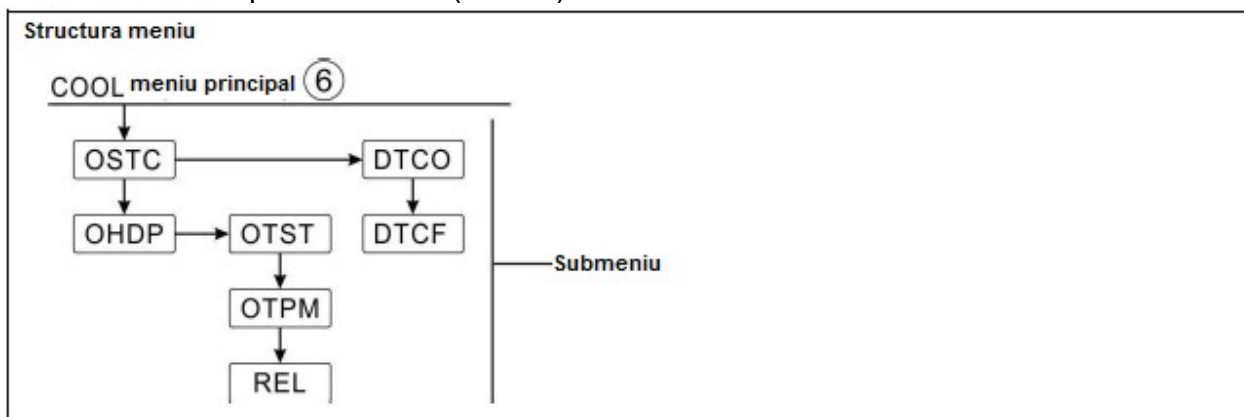 Structura meniu
COOL meniu principal 6
OSTC DTCO
OHDP OTST DTCF
Submeniu
OTPM
REL